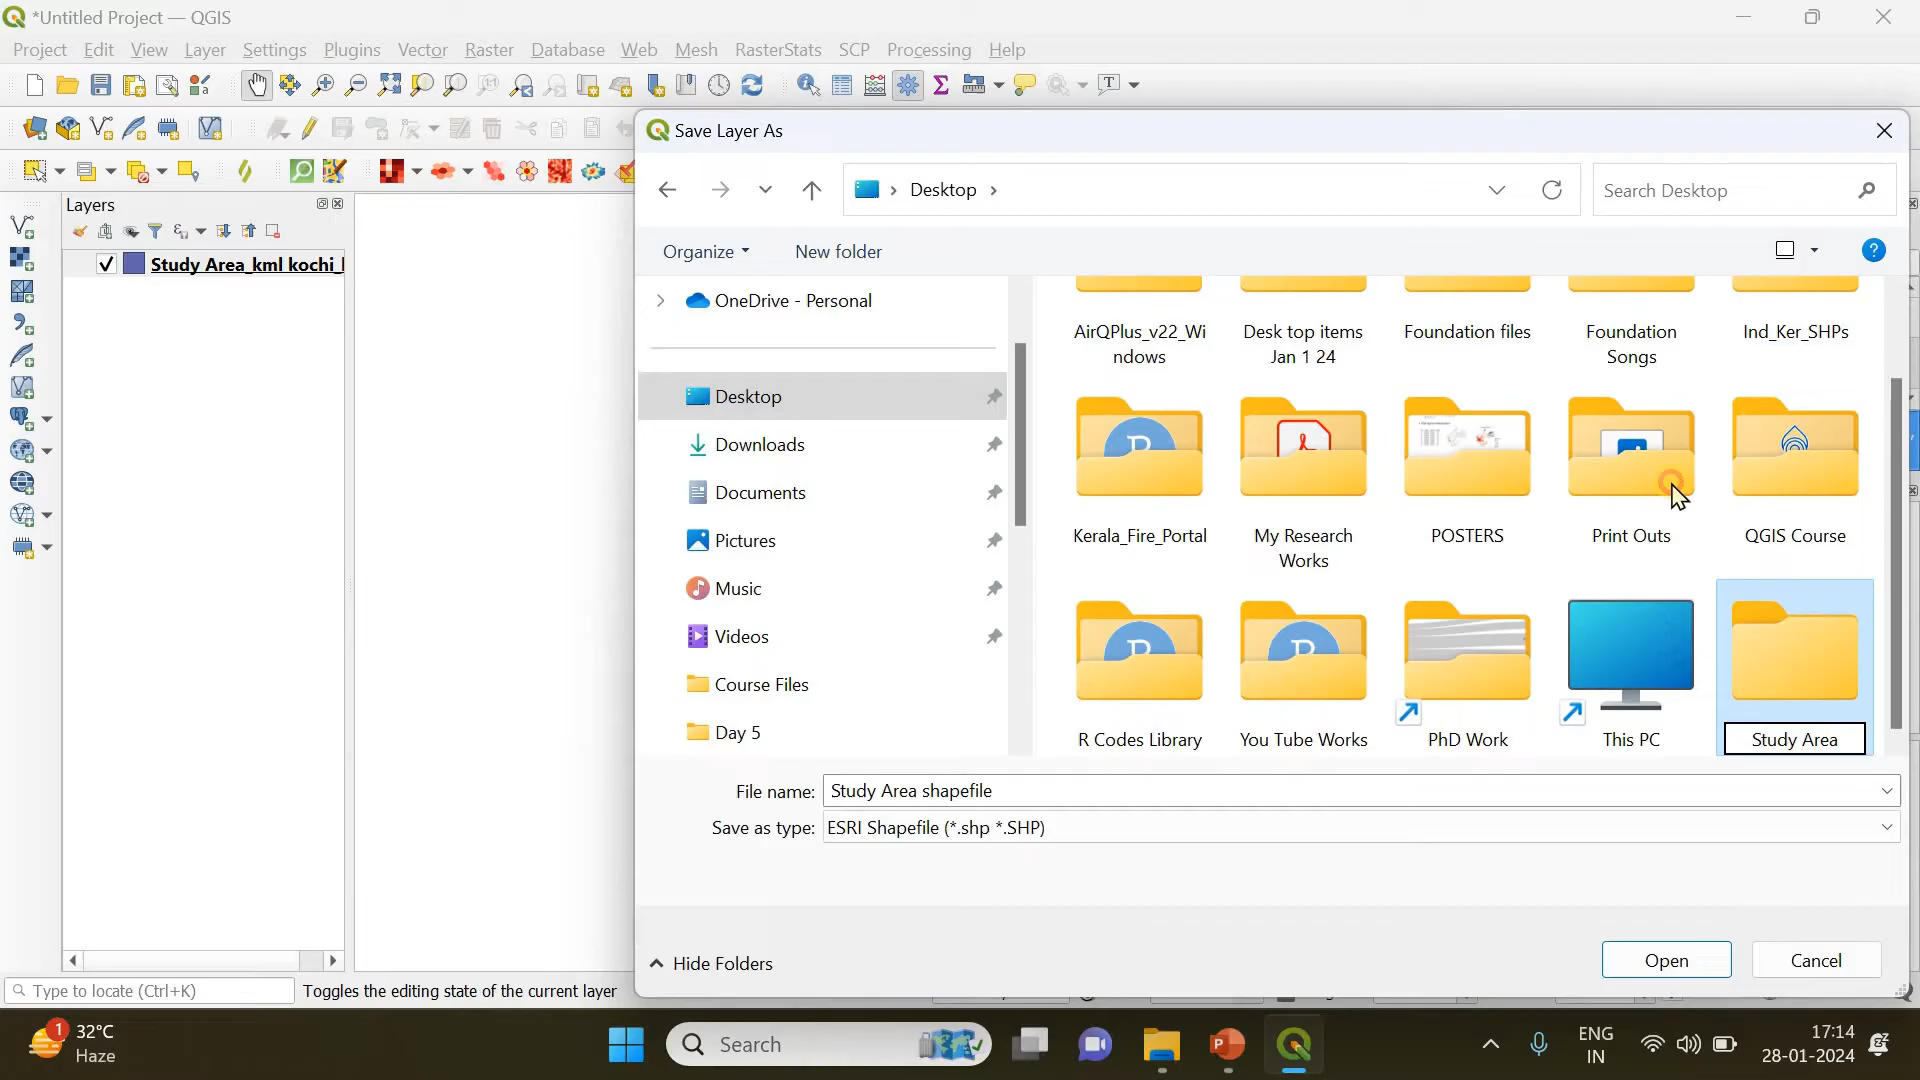 *Untitled Project — QGIS
Project Edit View Layer Settings Plugins Vector Raster Database Web Mesh RasterStats SCP Processing Help
Save Layer As
Desktop
Search Desktop
Organize
New folder
Layers
Study Area_kml kochi_
OneDrive - Personal
Desktop
Downloads
Documents
Pictures
Music
Videos
Course Files
Day 5
AirQPlus_v22_Wi
ndows
Desk top items
Jan 1 24
Foundation files
Foundation
Songs
Ind_Ker_SHPs
Kerala_Fire_Portal
My Research
Works
POSTERS
Print Outs
QGIS Course
R Codes Library
You Tube Works
PhD Work
This PC
Study Area
File name: Study Area shapefile
Save as type: ESRI Shapefile (*.shp *.SHP)
Hide Folders
Open
Cancel
Type to locate (Ctrl+K)
Toggles the editing state of the current layer
1
32°C
Haze
Search
ENG
IN
17:14
28-01-2024